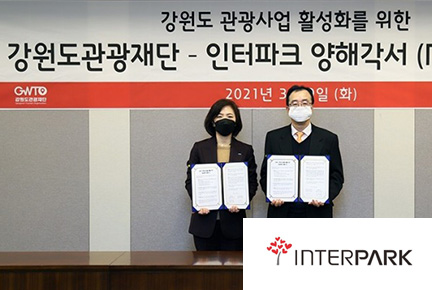 강원도 관광사업 활성화를 위한
강원도관광재단 - 인터파크 양해각서 (
GWTO
강원도관광재단
2021년 3 일 (화)
INTERPARK